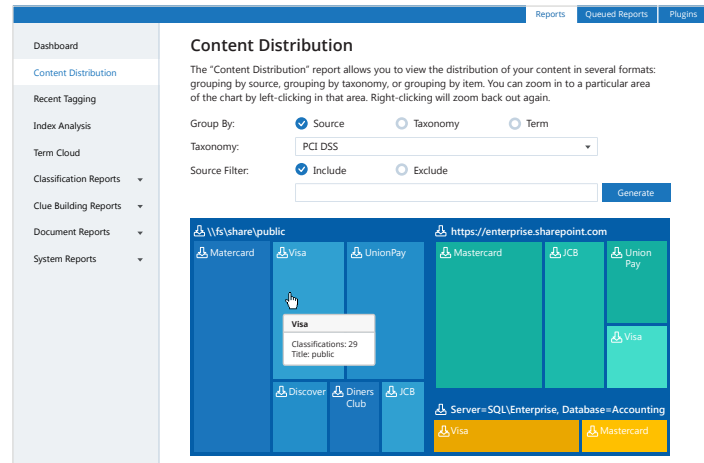 Reports Queued Reports Plugins
Dashboard
Content Distribution
Recent Tagging
Index Analysis
Term Cloud
Classification Reports
Clue Building Reports
Document Reports
System Reports
Content Distribution
The “Content Distribution” report allows you to view the distribution of your content in several formats:
grouping by source, grouping by taxonomy, or grouping by item. You can zoom in to a particular area
of the chart by left-clicking in that area. Right-clicking will zoom back out again.
Group By: Source Taxonomy Term
Taxonomy: PCI DSS
Source Filter: Include Exclude
Generate
\\fs\share\public
Matercard
Visa
UnionPay
Visa
Classifications: 29
Title: public
Discover
Diners
Club
JCB
https://enterprise.sharepoint.com
Mastercard
JCB
Union
Pay
Visa
Server=SQL\Enterprise, Database=Accounting
Visa
Mastercard